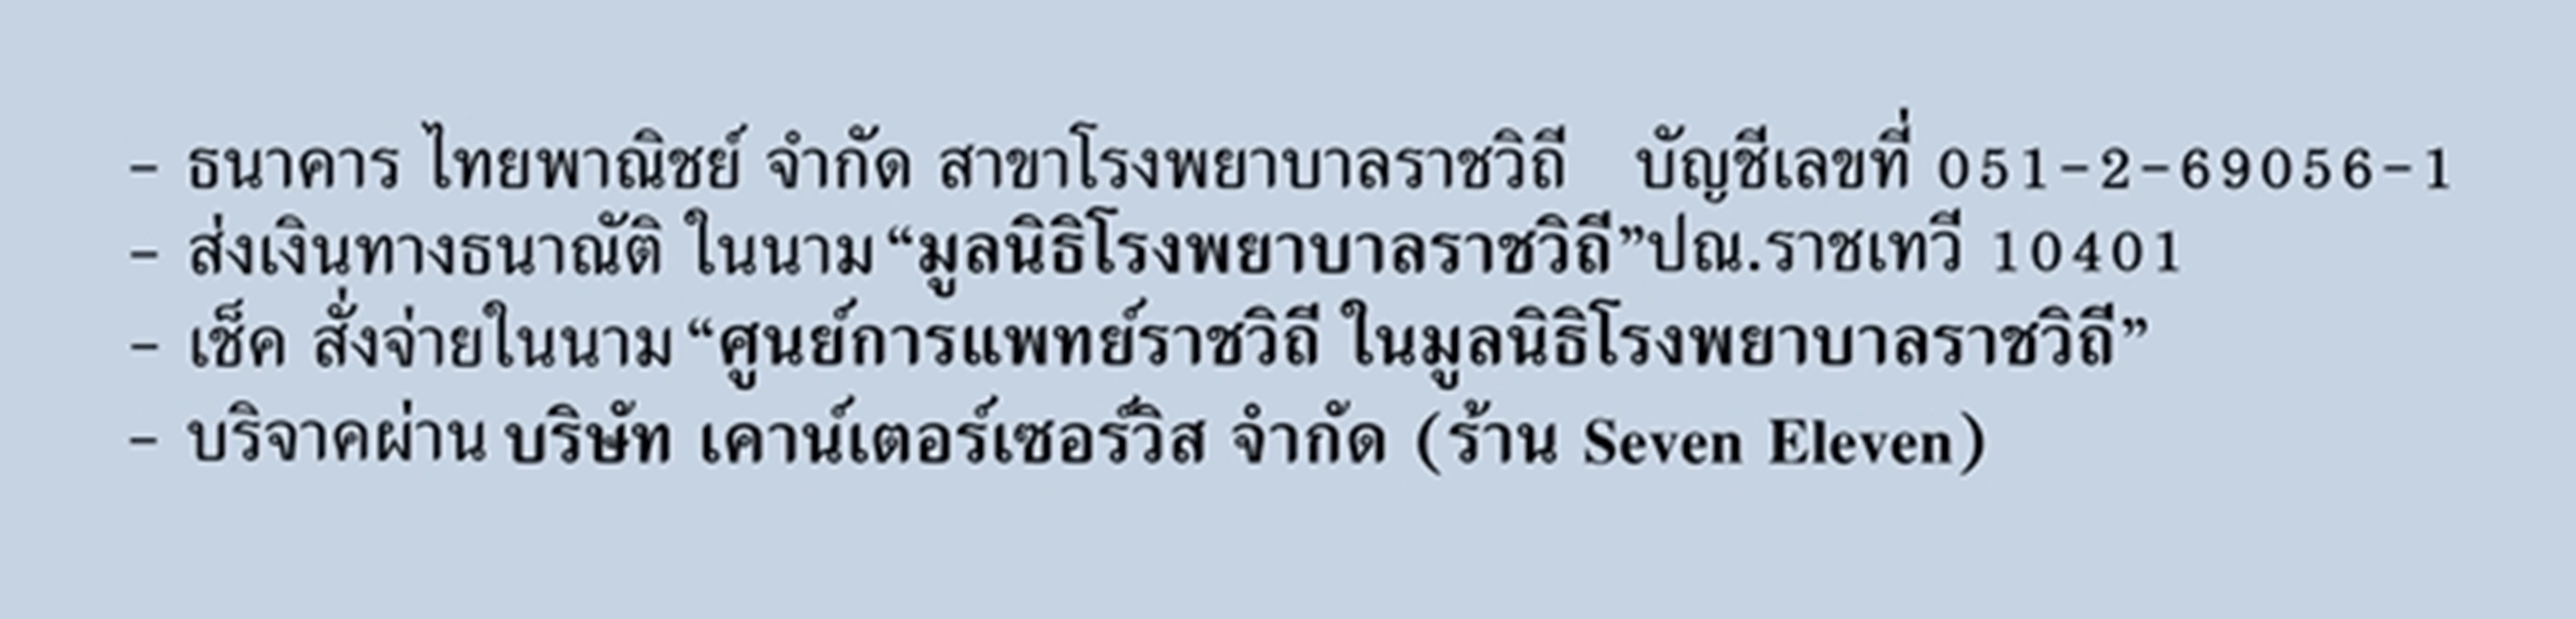 - ธนาคาร ไทยพาณิชย์ จำกัด สาขาโรงพยาบาลราชวิถี บัญชีเลขที่ 051-2-69056-1
- ส่งเงินทางธนาณัติ ในนาม “มูลนิธิโรงพยาบาลราชวิถี”ปณ.ราชเทวี 10401
- เช็ค สั่งจ่ายในนาม “ศูนย์การแพทย์ราชวิถี ในมูลนิธิโรงพยาบาลราชวิถี”
- บริจาคผ่าน บริษัท เคาน์เตอร์เซอร์วิส จำกัด (ร้าน Seven Eleven)